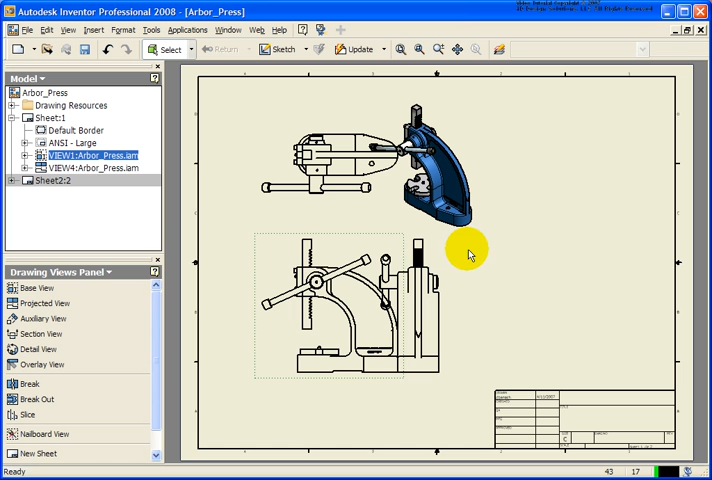 Autodesk Inventor Professional 2008 - [Arbor_Press]
File Edit View Insert Format Tools Applications Window Web Help
Select Return Sketch Update
Model
Arbor_Press
Drawing Resources
Sheet:1
Default Border
ANSI - Large
VIEW1:Arbor_Press.iam
VIEW4:Arbor_Press.iam
Sheet2:2
Drawing Views Panel
Base View
Projected View
Auxiliary View
Section View
Detail View
Overlay View
Break
Break Out
Slice
Nailboard View
New Sheet
C
Ready
43 17